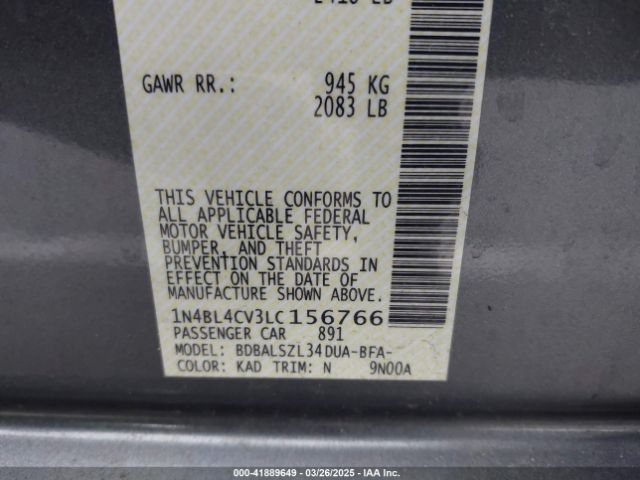 GAWR RR.: 945 KG
2083 LB
THIS VEHICLE CONFORMS TO
ALL APPLICABLE FEDERAL
MOTOR VEHICLE SAFETY,
BUMPER, AND THEFT
PREVENTION STANDARDS IN
EFFECT ON THE DATE OF
MANUFACTURE SHOWN ABOVE.
1N4BL4CV3LC156766
PASSENGER CAR 891
MODEL: BDBALSZL34DUA-BFA-
COLOR: KAD TRIM: N 9N00A
000-41889649 - 03/26/2025 - IAA Inc.